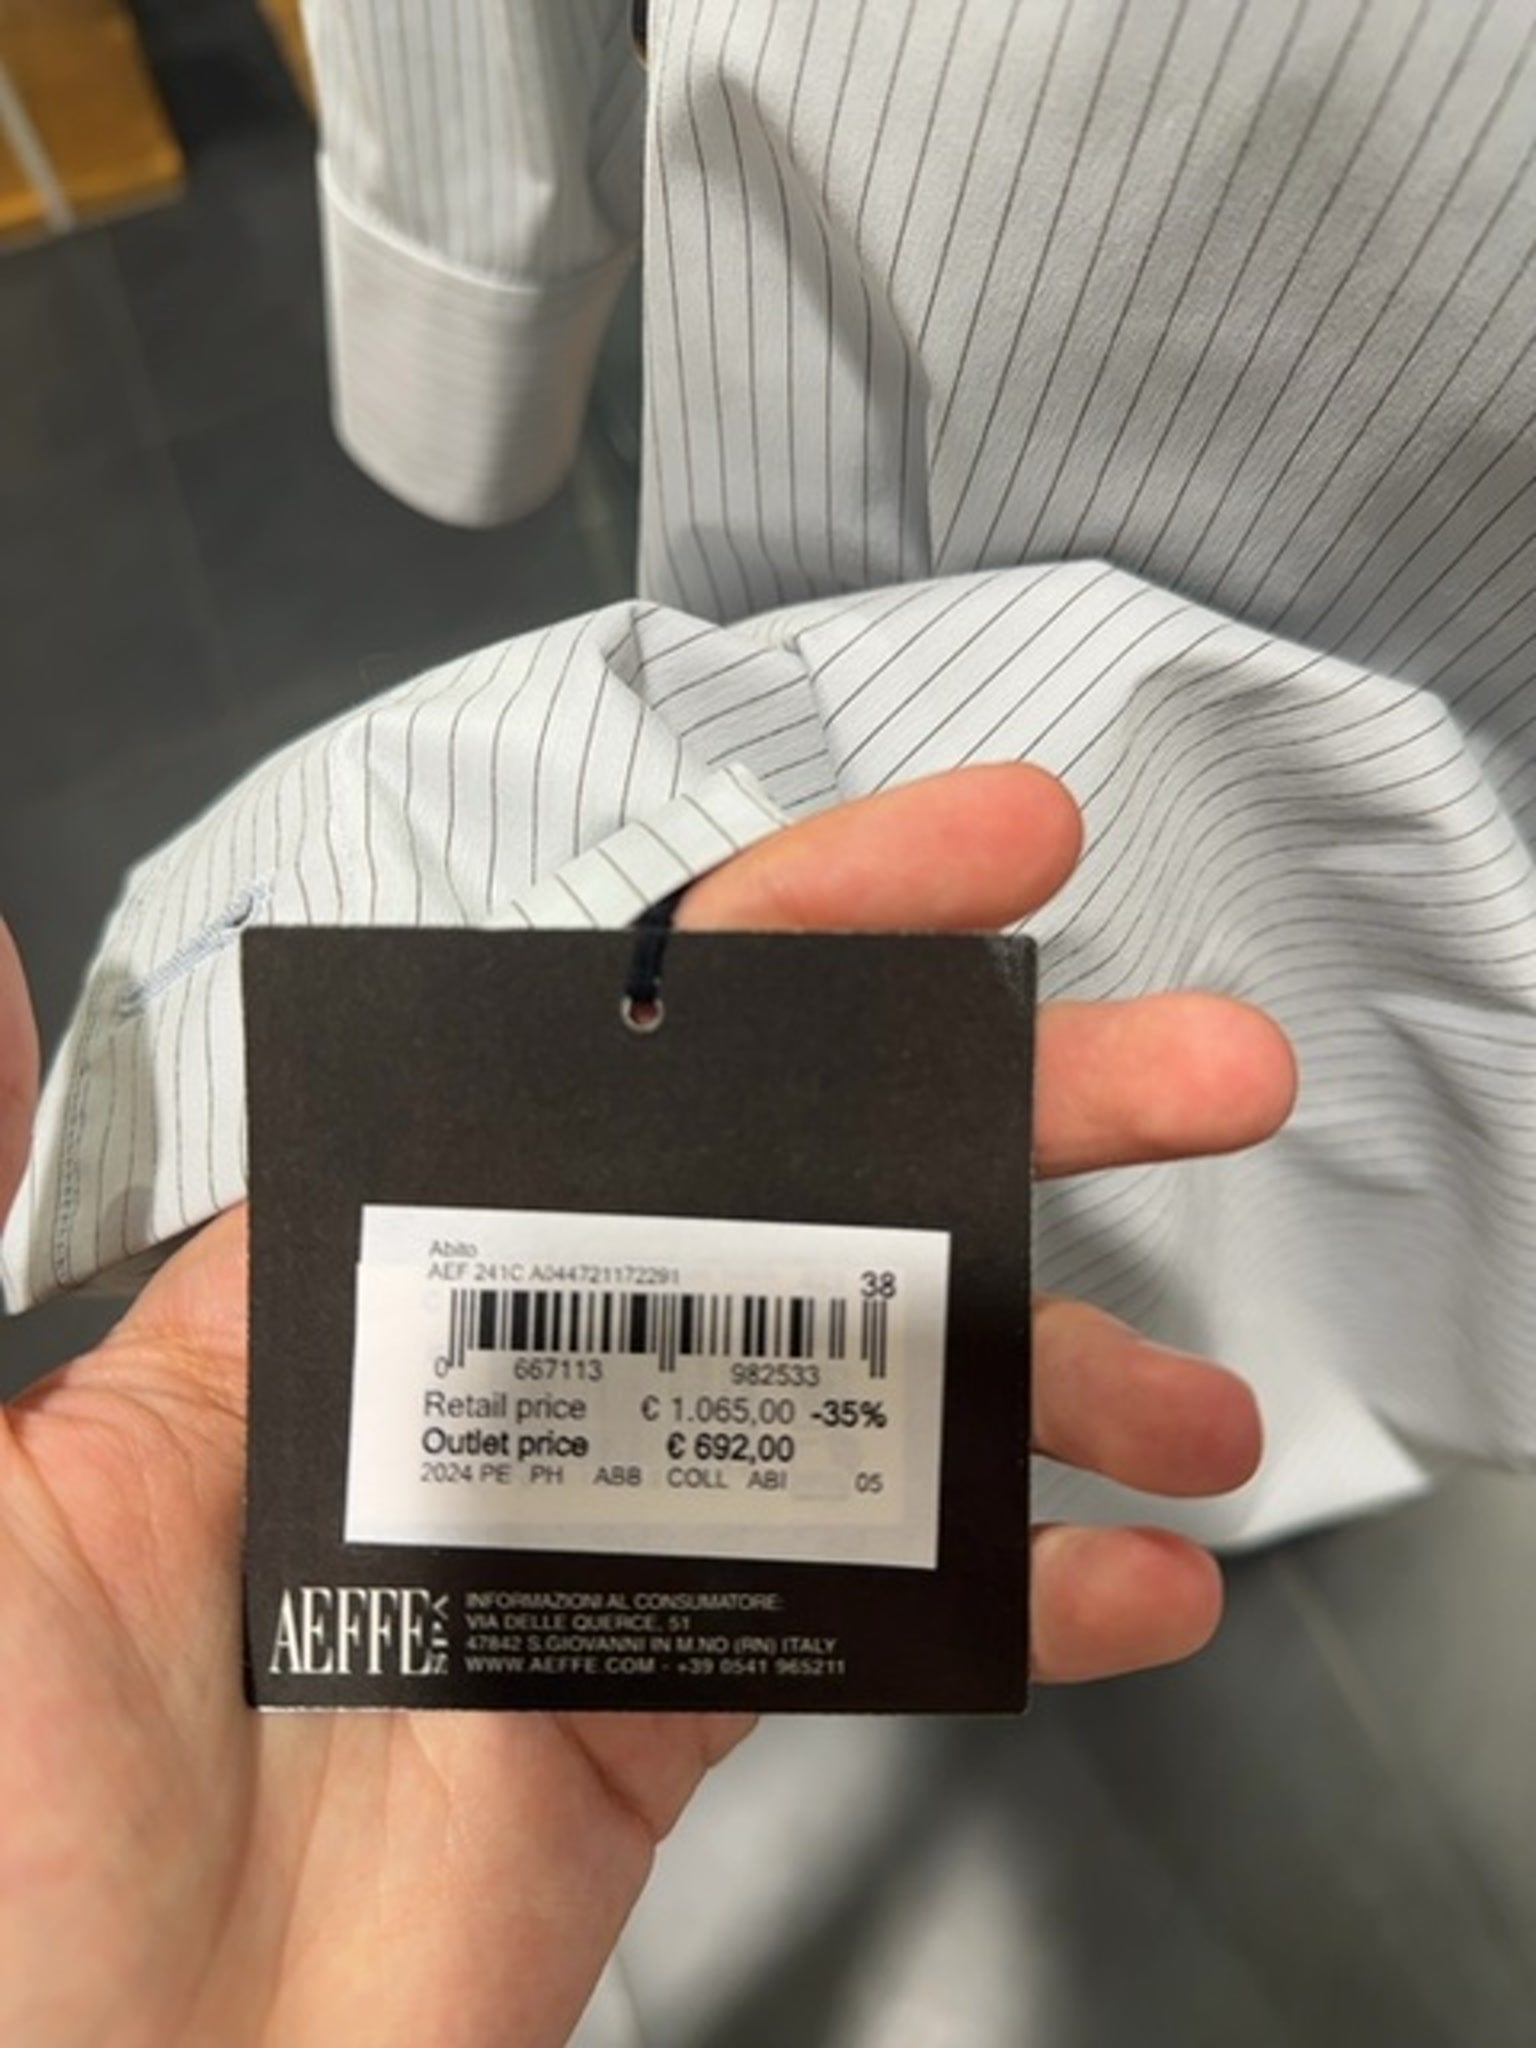 Abito
AEF 241C A044721172291
38
0 667113 982533
Retail price € 1.065,00 -35%
Outlet price € 692,00
2024 PE PH ABB COLL ABI 05
AEFFE SPA
INFORMAZIONI AL CONSUMATORE:
VIA DELLE QUERCE, 51
47842 S.GIOVANNI IN M.NO (RN) ITALY
WWW.AEFFE.COM - +39 0541 965211